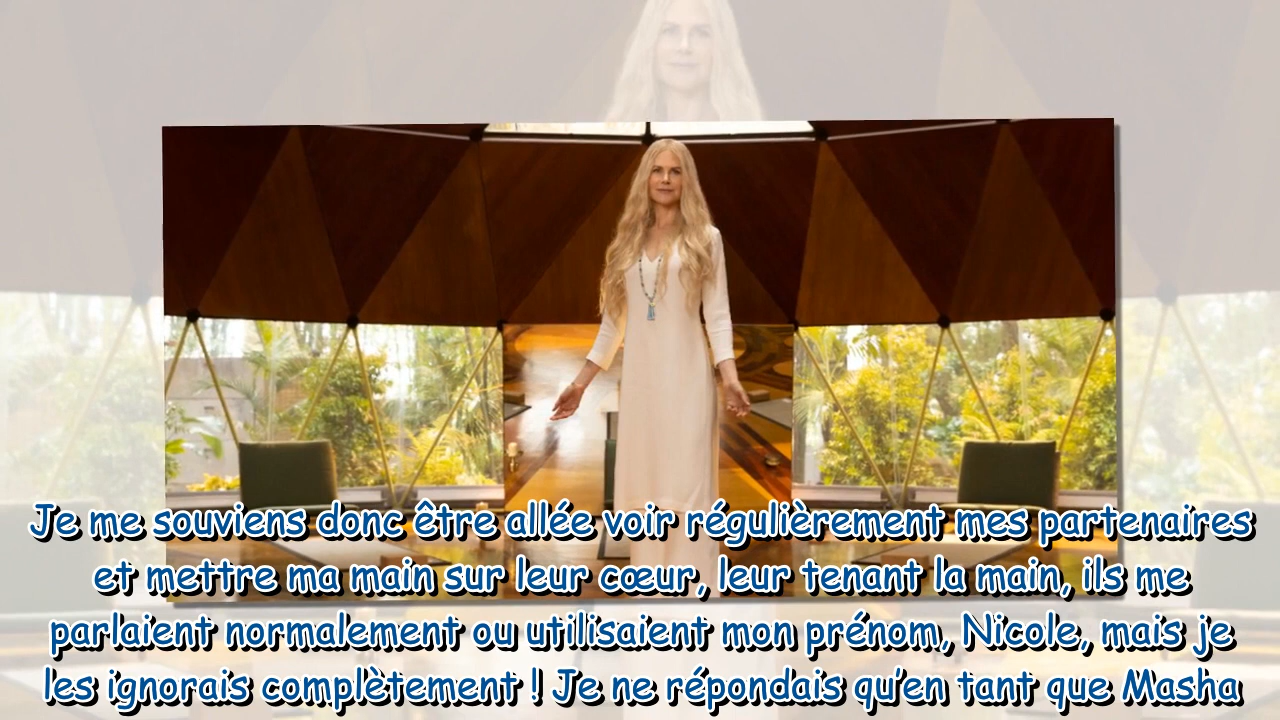 Je me souviens donc être allée voir régulièrement mes partenaires
et mettre ma main sur leur cœur, leur tenant la main, ils me
parlaient normalement ou utilisaient mon prénom, Nicole, mais je
les ignorais complètement ! Je ne répondais qu'en tant que Masha